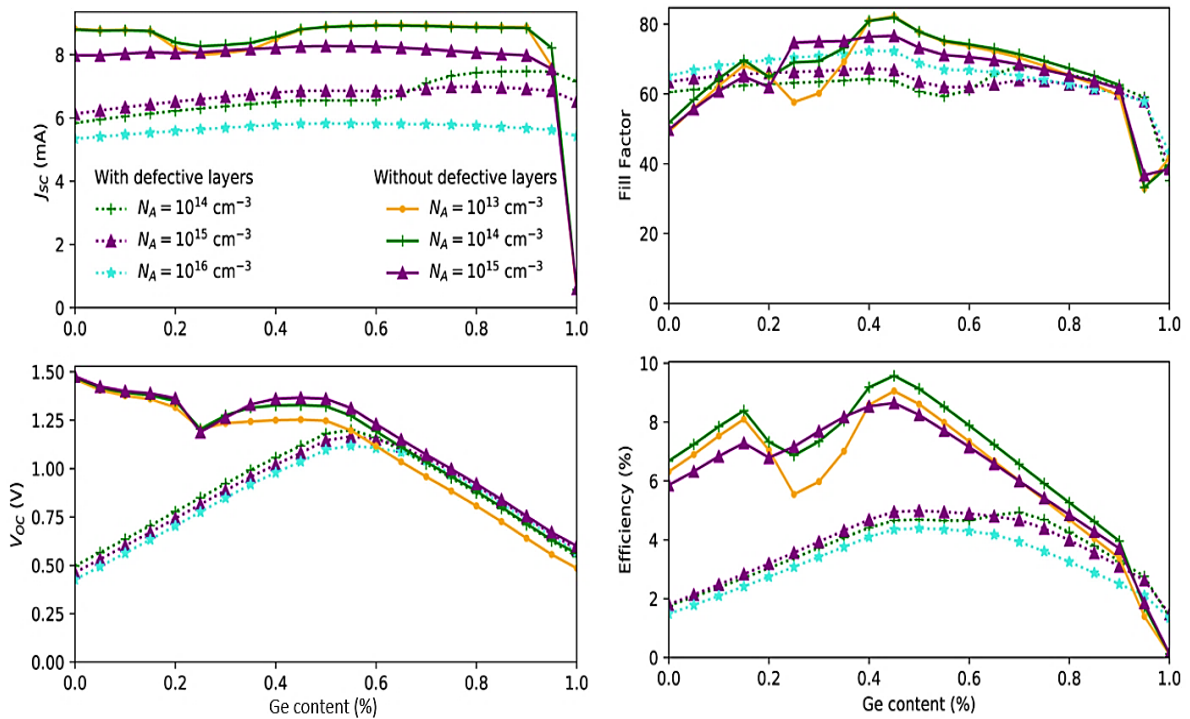 8
6
4
2
0
J_SC (mA)
With defective layers
N_A = 10^14 cm^−3
N_A = 10^15 cm^−3
N_A = 10^16 cm^−3
Without defective layers
N_A = 10^13 cm^−3
N_A = 10^14 cm^−3
N_A = 10^15 cm^−3
0.0 0.2 0.4 0.6 0.8 1.0
80
60
40
20
0
Fill Factor
0.0 0.2 0.4 0.6 0.8 1.0
1.50
1.25
1.00
0.75
0.50
0.25
0.00
V_OC (V)
0.0 0.2 0.4 0.6 0.8 1.0
Ge content (%)
10
8
6
4
2
0
Efficiency (%)
0.0 0.2 0.4 0.6 0.8 1.0
Ge content (%)